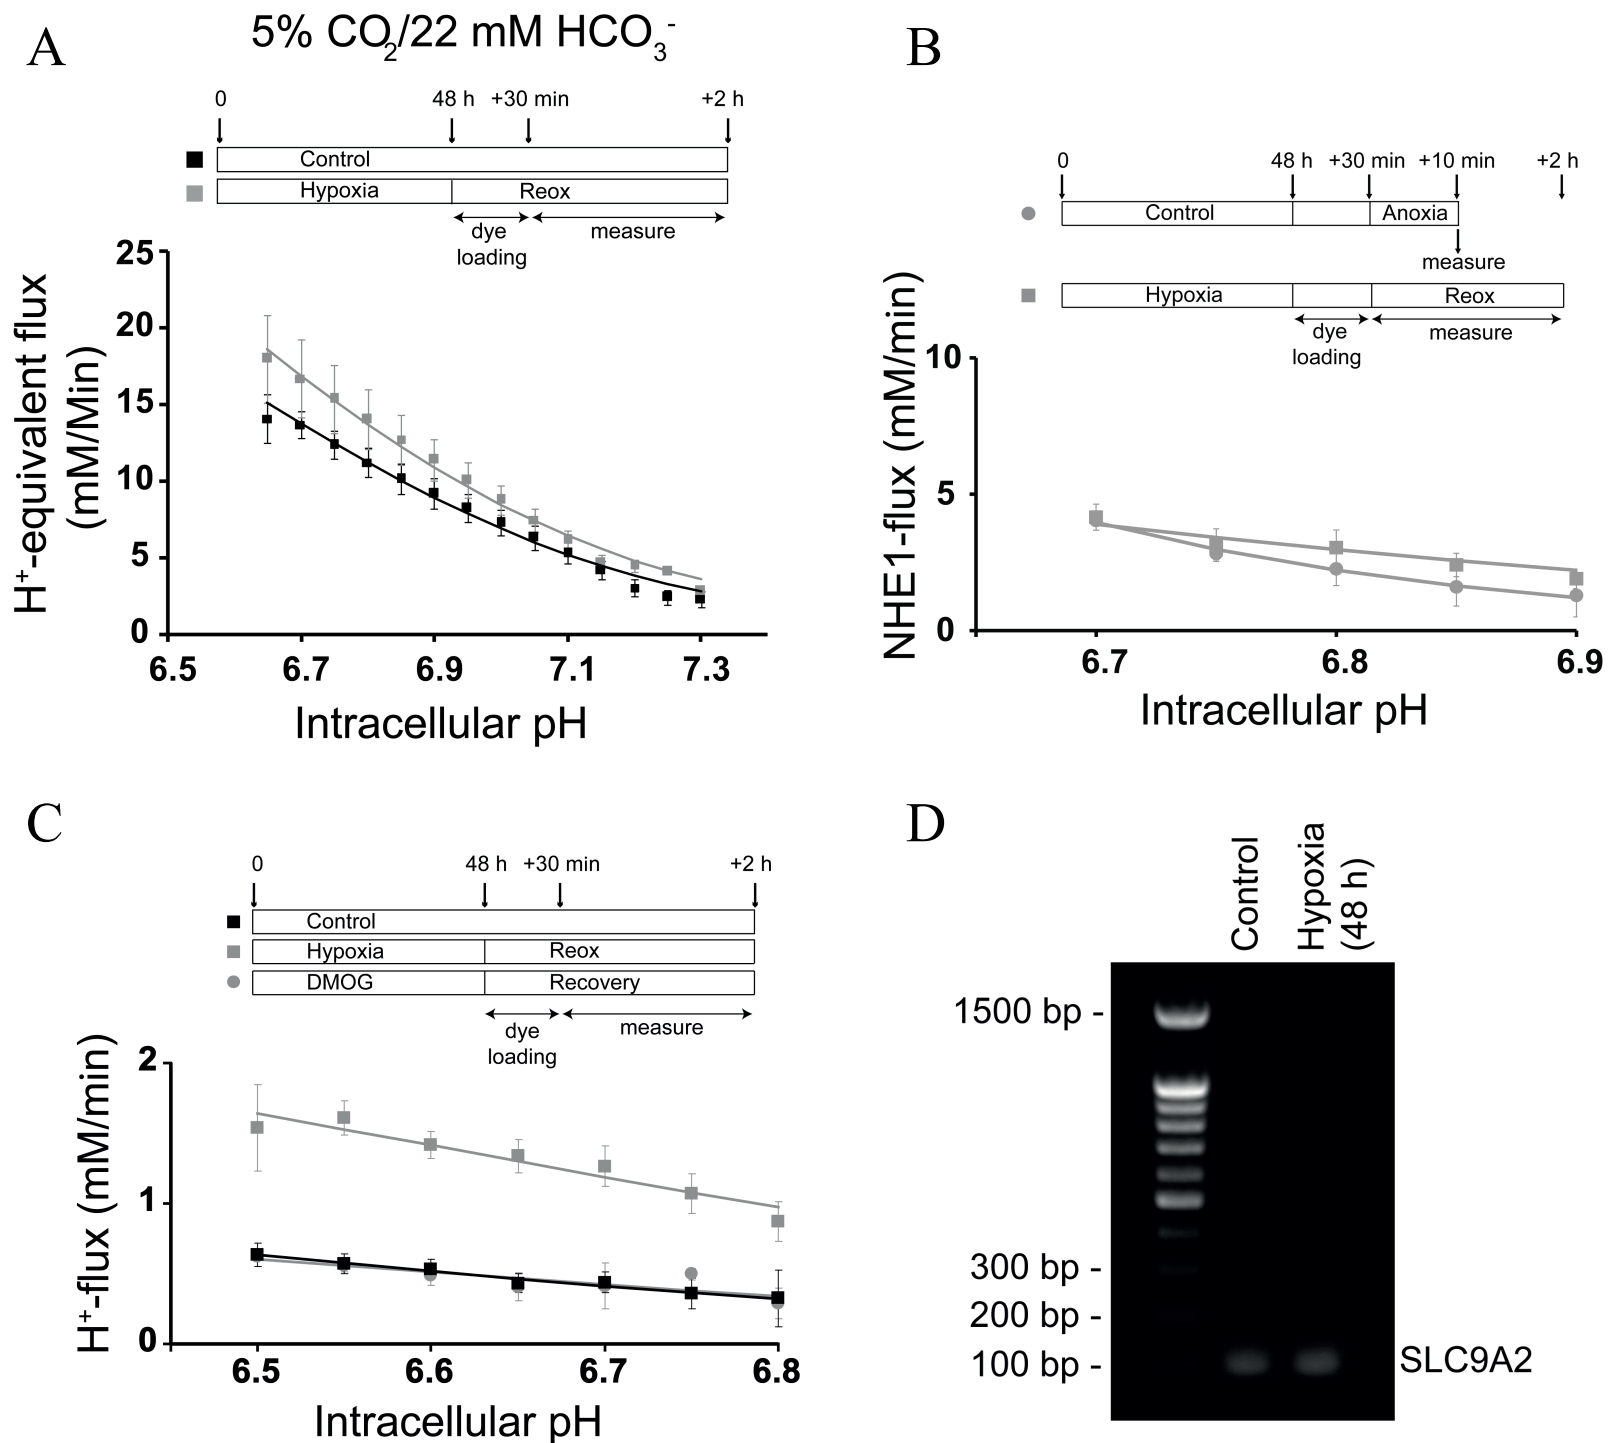 A
5% CO2/22 mM HCO3-
0 48 h +30 min +2 h
Control
Hypoxia Reox
dye loading
measure
H+-equivalent flux
(mM/Min)
25
20
15
10
5
0
6.5 6.7 6.9 7.1 7.3
Intracellular pH
B
0 48 h +30 min +10 min +2 h
Control Anoxia
measure
Hypoxia Reox
dye loading
measure
NHE1-flux (mM/min)
10
5
0
6.7 6.8 6.9
Intracellular pH
C
0 48 h +30 min +2 h
Control
Hypoxia Reox
DMOG Recovery
dye loading
measure
H+-flux (mM/min)
2
1
0
6.5 6.6 6.7 6.8
Intracellular pH
D
Control
Hypoxia
(48 h)
1500 bp -
300 bp -
200 bp -
100 bp -
SLC9A2